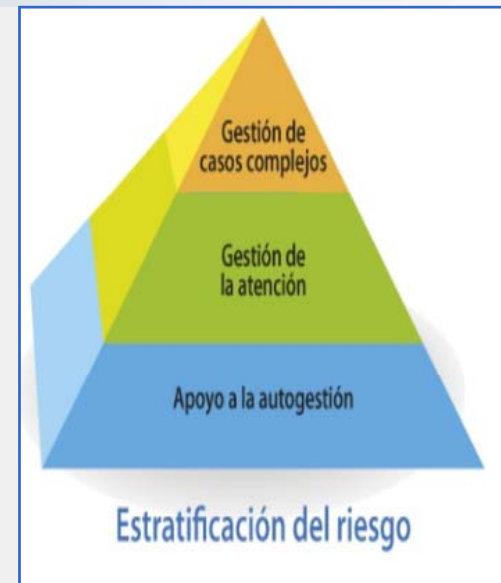 Gestión de
casos complejos
Gestión de
la atención
Apoyo a la autogestión
Estratificación del riesgo